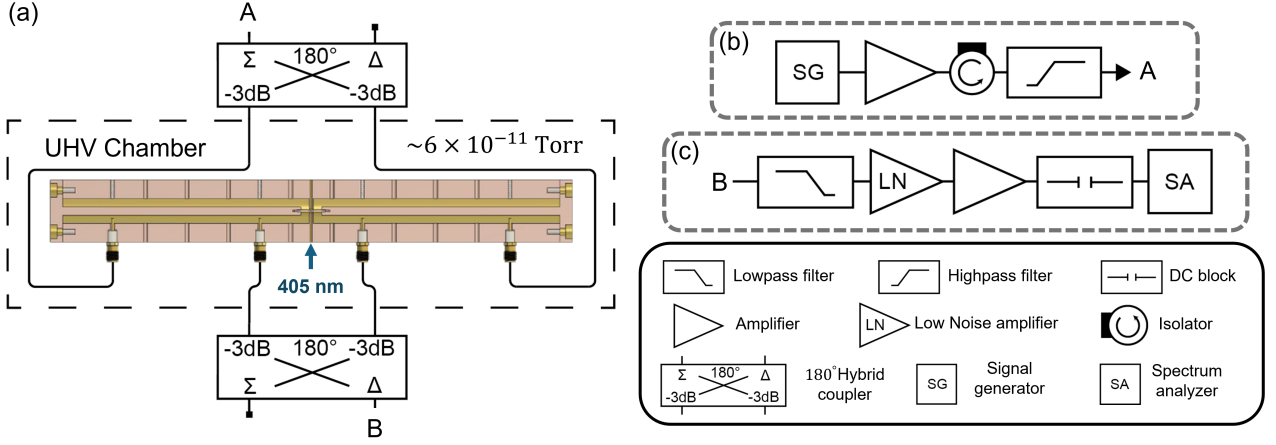 (a)
A
Σ 180° Δ
-3dB -3dB
UHV Chamber ~6 × 10⁻¹¹ Torr
405 nm
-3dB 180° -3dB
Σ Δ
B
(b)
SG
A
(c)
B
LN
SA
Lowpass filter
Highpass filter
DC block
Amplifier
LN
Low Noise amplifier
Isolator
Σ 180° Δ
-3dB -3dB
180°Hybrid
coupler
SG
Signal
generator
SA
Spectrum
analyzer